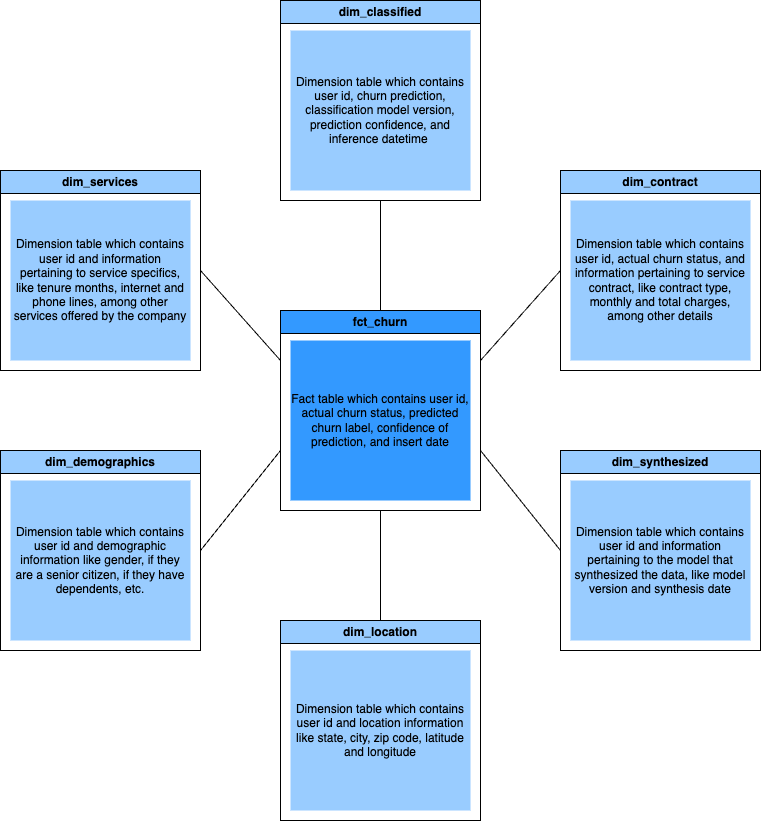 dim_classified
Dimension table which contains
user id, churn prediction,
classification model version,
prediction confidence, and
inference datetime
dim_services
Dimension table which contains
user id and information
pertaining to service specifics,
like tenure months, internet and
phone lines, among other
services offered by the company
dim_contract
Dimension table which contains
user id, actual churn status, and
information pertaining to service
contract, like contract type,
monthly and total charges,
among other details
fct_churn
Fact table which contains user id,
actual churn status, predicted
churn label, confidence of
prediction, and insert date
dim_demographics
Dimension table which contains
user id and demographic
information like gender, if they
are a senior citizen, if they have
dependents, etc.
dim_synthesized
Dimension table which contains
user id and information
pertaining to the model that
synthesized the data, like model
version and synthesis date
dim_location
Dimension table which contains
user id and location information
like state, city, zip code, latitude
and longitude